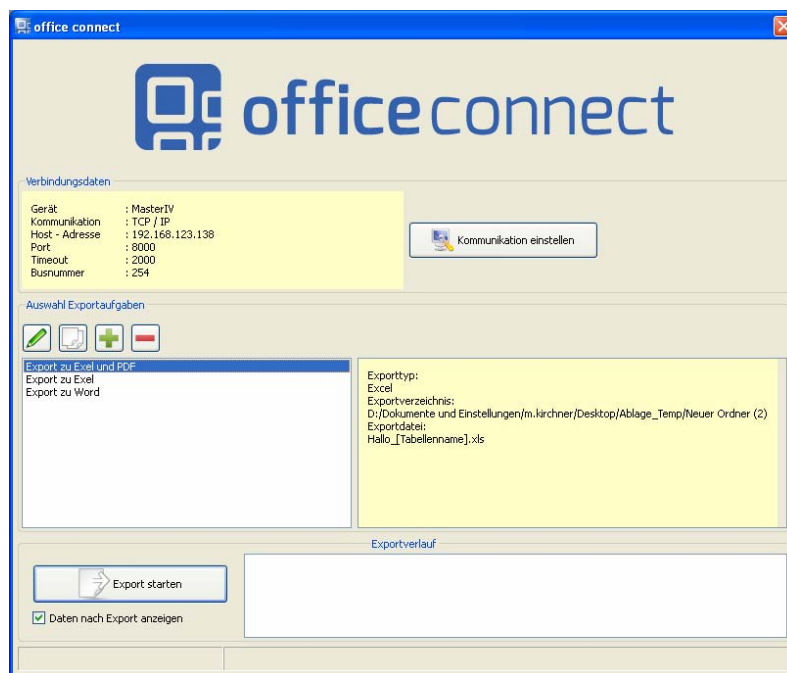 office connect
officeconnect
Verbindungsdaten
Gerät : MasterIV
Kommunikation : TCP / IP
Host - Adresse : 192.168.123.138
Port : 8000
Timeout : 2000
Busnummer : 254
Kommunikation einstellen
Auswahl Exportaufgaben
Export zu Exel und PDF
Export zu Exel
Export zu Word
Exporttyp:
Excel
Exportverzeichnis:
D:/Dokumente und Einstellungen/m.kirchner/Desktop/Ablage_Temp/Neuer Ordner (2)
Exportdatei:
Hallo_[Tabellenname].xls
Exportverlauf
Export starten
Daten nach Export anzeigen